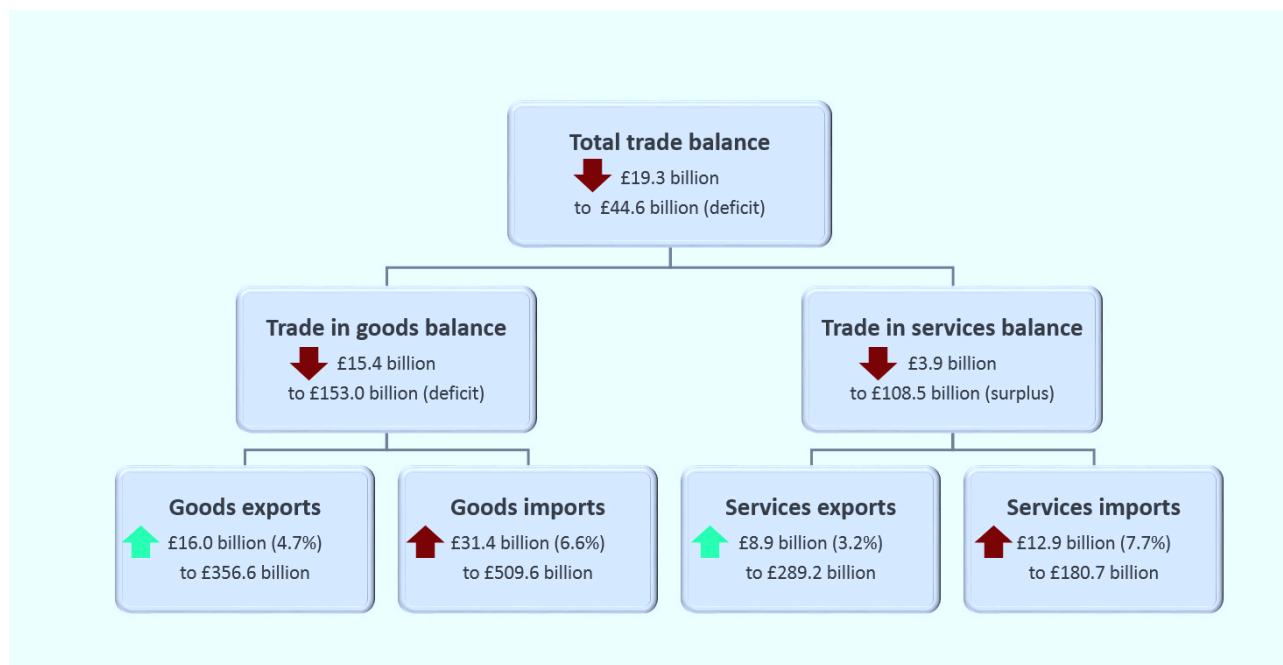 Total trade balance
£19.3 billion
to £44.6 billion (deficit)
Trade in goods balance
£15.4 billion
to £153.0 billion (deficit)
Trade in services balance
£3.9 billion
to £108.5 billion (surplus)
Goods exports
£16.0 billion (4.7%)
to £356.6 billion
Goods imports
£31.4 billion (6.6%)
to £509.6 billion
Services exports
£8.9 billion (3.2%)
to £289.2 billion
Services imports
£12.9 billion (7.7%)
to £180.7 billion